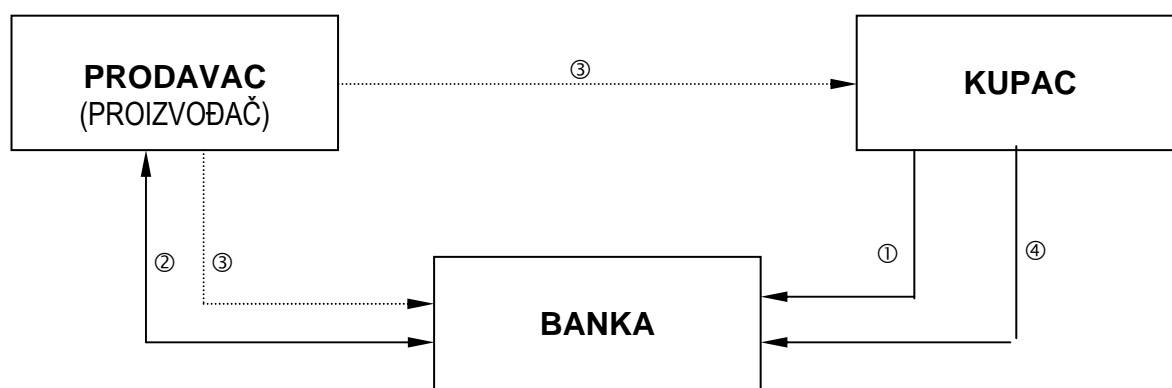 PRODAVAC
(PROIZVOĐAČ)
③
KUPAC
②
③
①
④
BANKA